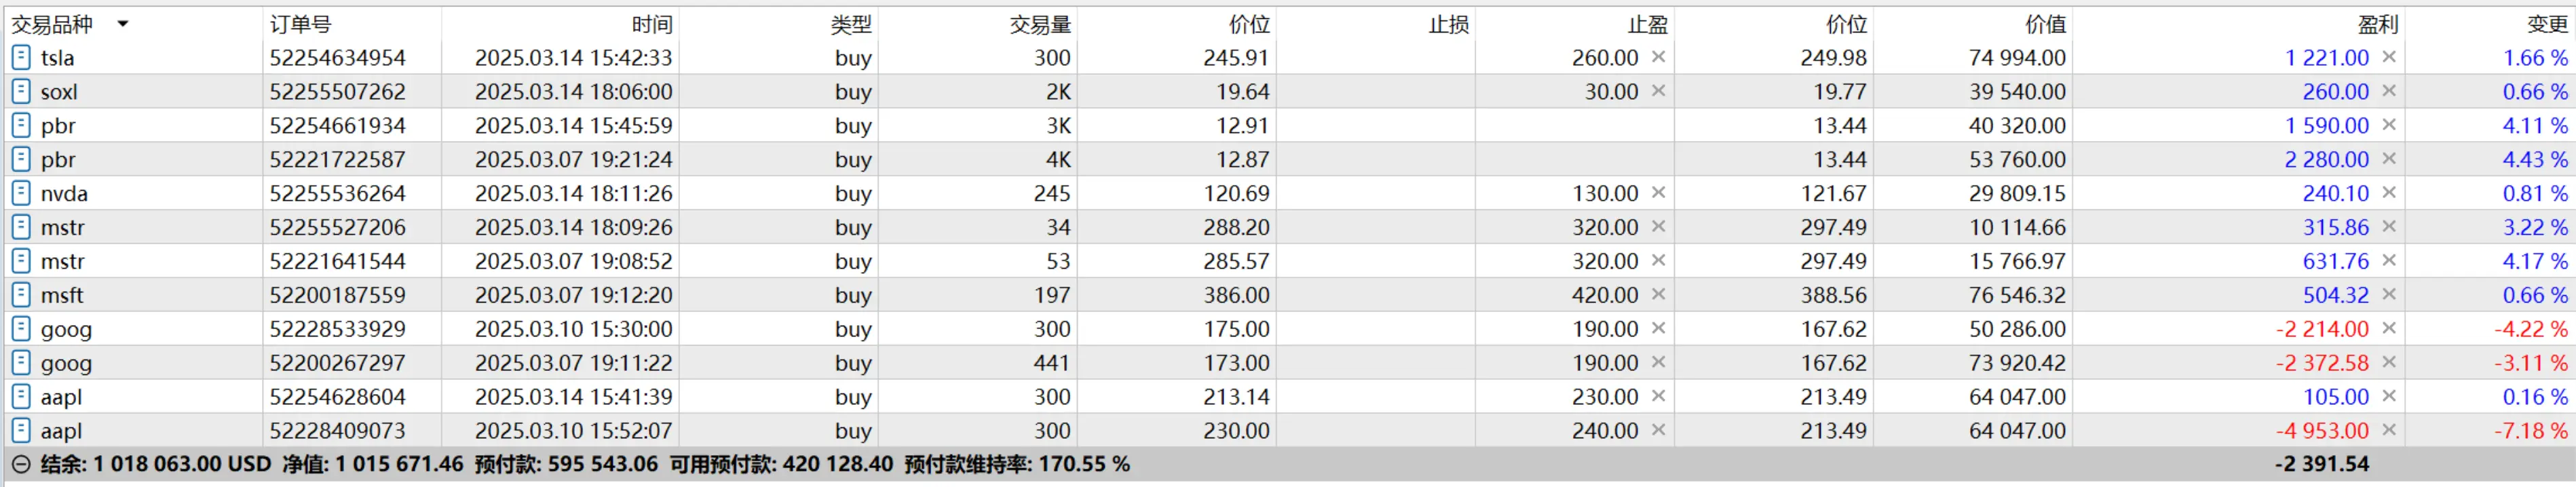 交易品种 订单号 时间 类型 交易量 价位 止损 止盈 价位 价值 盈利 变更
tsla 52254634954 2025.03.14 15:42:33 buy 300 245.91 260.00 249.98 74 994.00 1 221.00 1.66 %
soxl 52255507262 2025.03.14 18:06:00 buy 2K 19.64 30.00 19.77 39 540.00 260.00 0.66 %
pbr 52254661934 2025.03.14 15:45:59 buy 3K 12.91 13.44 40 320.00 1 590.00 4.11 %
pbr 52221722587 2025.03.07 19:21:24 buy 4K 12.87 13.44 53 760.00 2 280.00 4.43 %
nvda 52255536264 2025.03.14 18:11:26 buy 245 120.69 130.00 121.67 29 809.15 240.10 0.81 %
mstr 52255527206 2025.03.14 18:09:26 buy 34 288.20 320.00 297.49 10 114.66 315.86 3.22 %
mstr 52221641544 2025.03.07 19:08:52 buy 53 285.57 320.00 297.49 15 766.97 631.76 4.17 %
msft 52200187559 2025.03.07 19:12:20 buy 197 386.00 420.00 388.56 76 546.32 504.32 0.66 %
goog 52228533929 2025.03.10 15:30:00 buy 300 175.00 190.00 167.62 50 286.00 -2 214.00 -4.22 %
goog 52200267297 2025.03.07 19:11:22 buy 441 173.00 190.00 167.62 73 920.42 -2 372.58 -3.11 %
aapl 52254628604 2025.03.14 15:41:39 buy 300 213.14 230.00 213.49 64 047.00 105.00 0.16 %
aapl 52228409073 2025.03.10 15:52:07 buy 300 230.00 240.00 213.49 64 047.00 -4 953.00 -7.18 %
结余: 1 018 063.00 USD 净值: 1 015 671.46 预付款: 595 543.06 可用预付款: 420 128.40 预付款维持率: 170.55 % -2 391.54